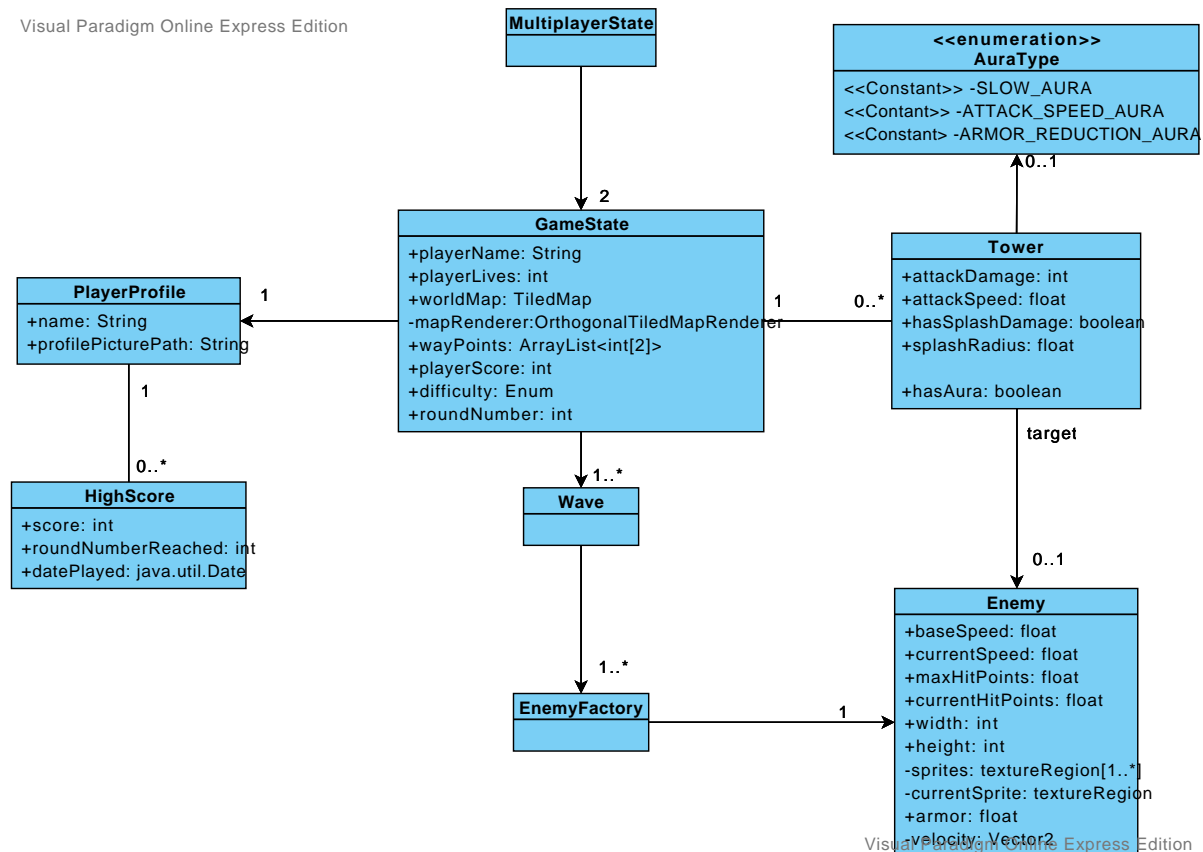 Visual Paradigm Online Express Edition
MultiplayerState
2
<<enumeration>>
AuraType
<<Constant>> -SLOW_AURA
<<Contant>> -ATTACK_SPEED_AURA
<<Constant> -ARMOR_REDUCTION_AURA
0..1
GameState
+playerName: String
+playerLives: int
+worldMap: TiledMap
-mapRenderer:OrthogonalTiledMapRenderer
+wayPoints: ArrayList<int[2]>
+playerScore: int
+difficulty: Enum
+roundNumber: int
1
0..*
Tower
+attackDamage: int
+attackSpeed: float
+hasSplashDamage: boolean
+splashRadius: float
+hasAura: boolean
target
0..1
1
PlayerProfile
+name: String
+profilePicturePath: String
1
0..*
HighScore
+score: int
+roundNumberReached: int
+datePlayed: java.util.Date
1..*
Wave
1..*
EnemyFactory
1
Enemy
+baseSpeed: float
+currentSpeed: float
+maxHitPoints: float
+currentHitPoints: float
+width: int
+height: int
-sprites: textureRegion[1..*]
-currentSprite: textureRegion
+armor: float
-velocity: Vector2
Visual Paradigm Online Express Edition